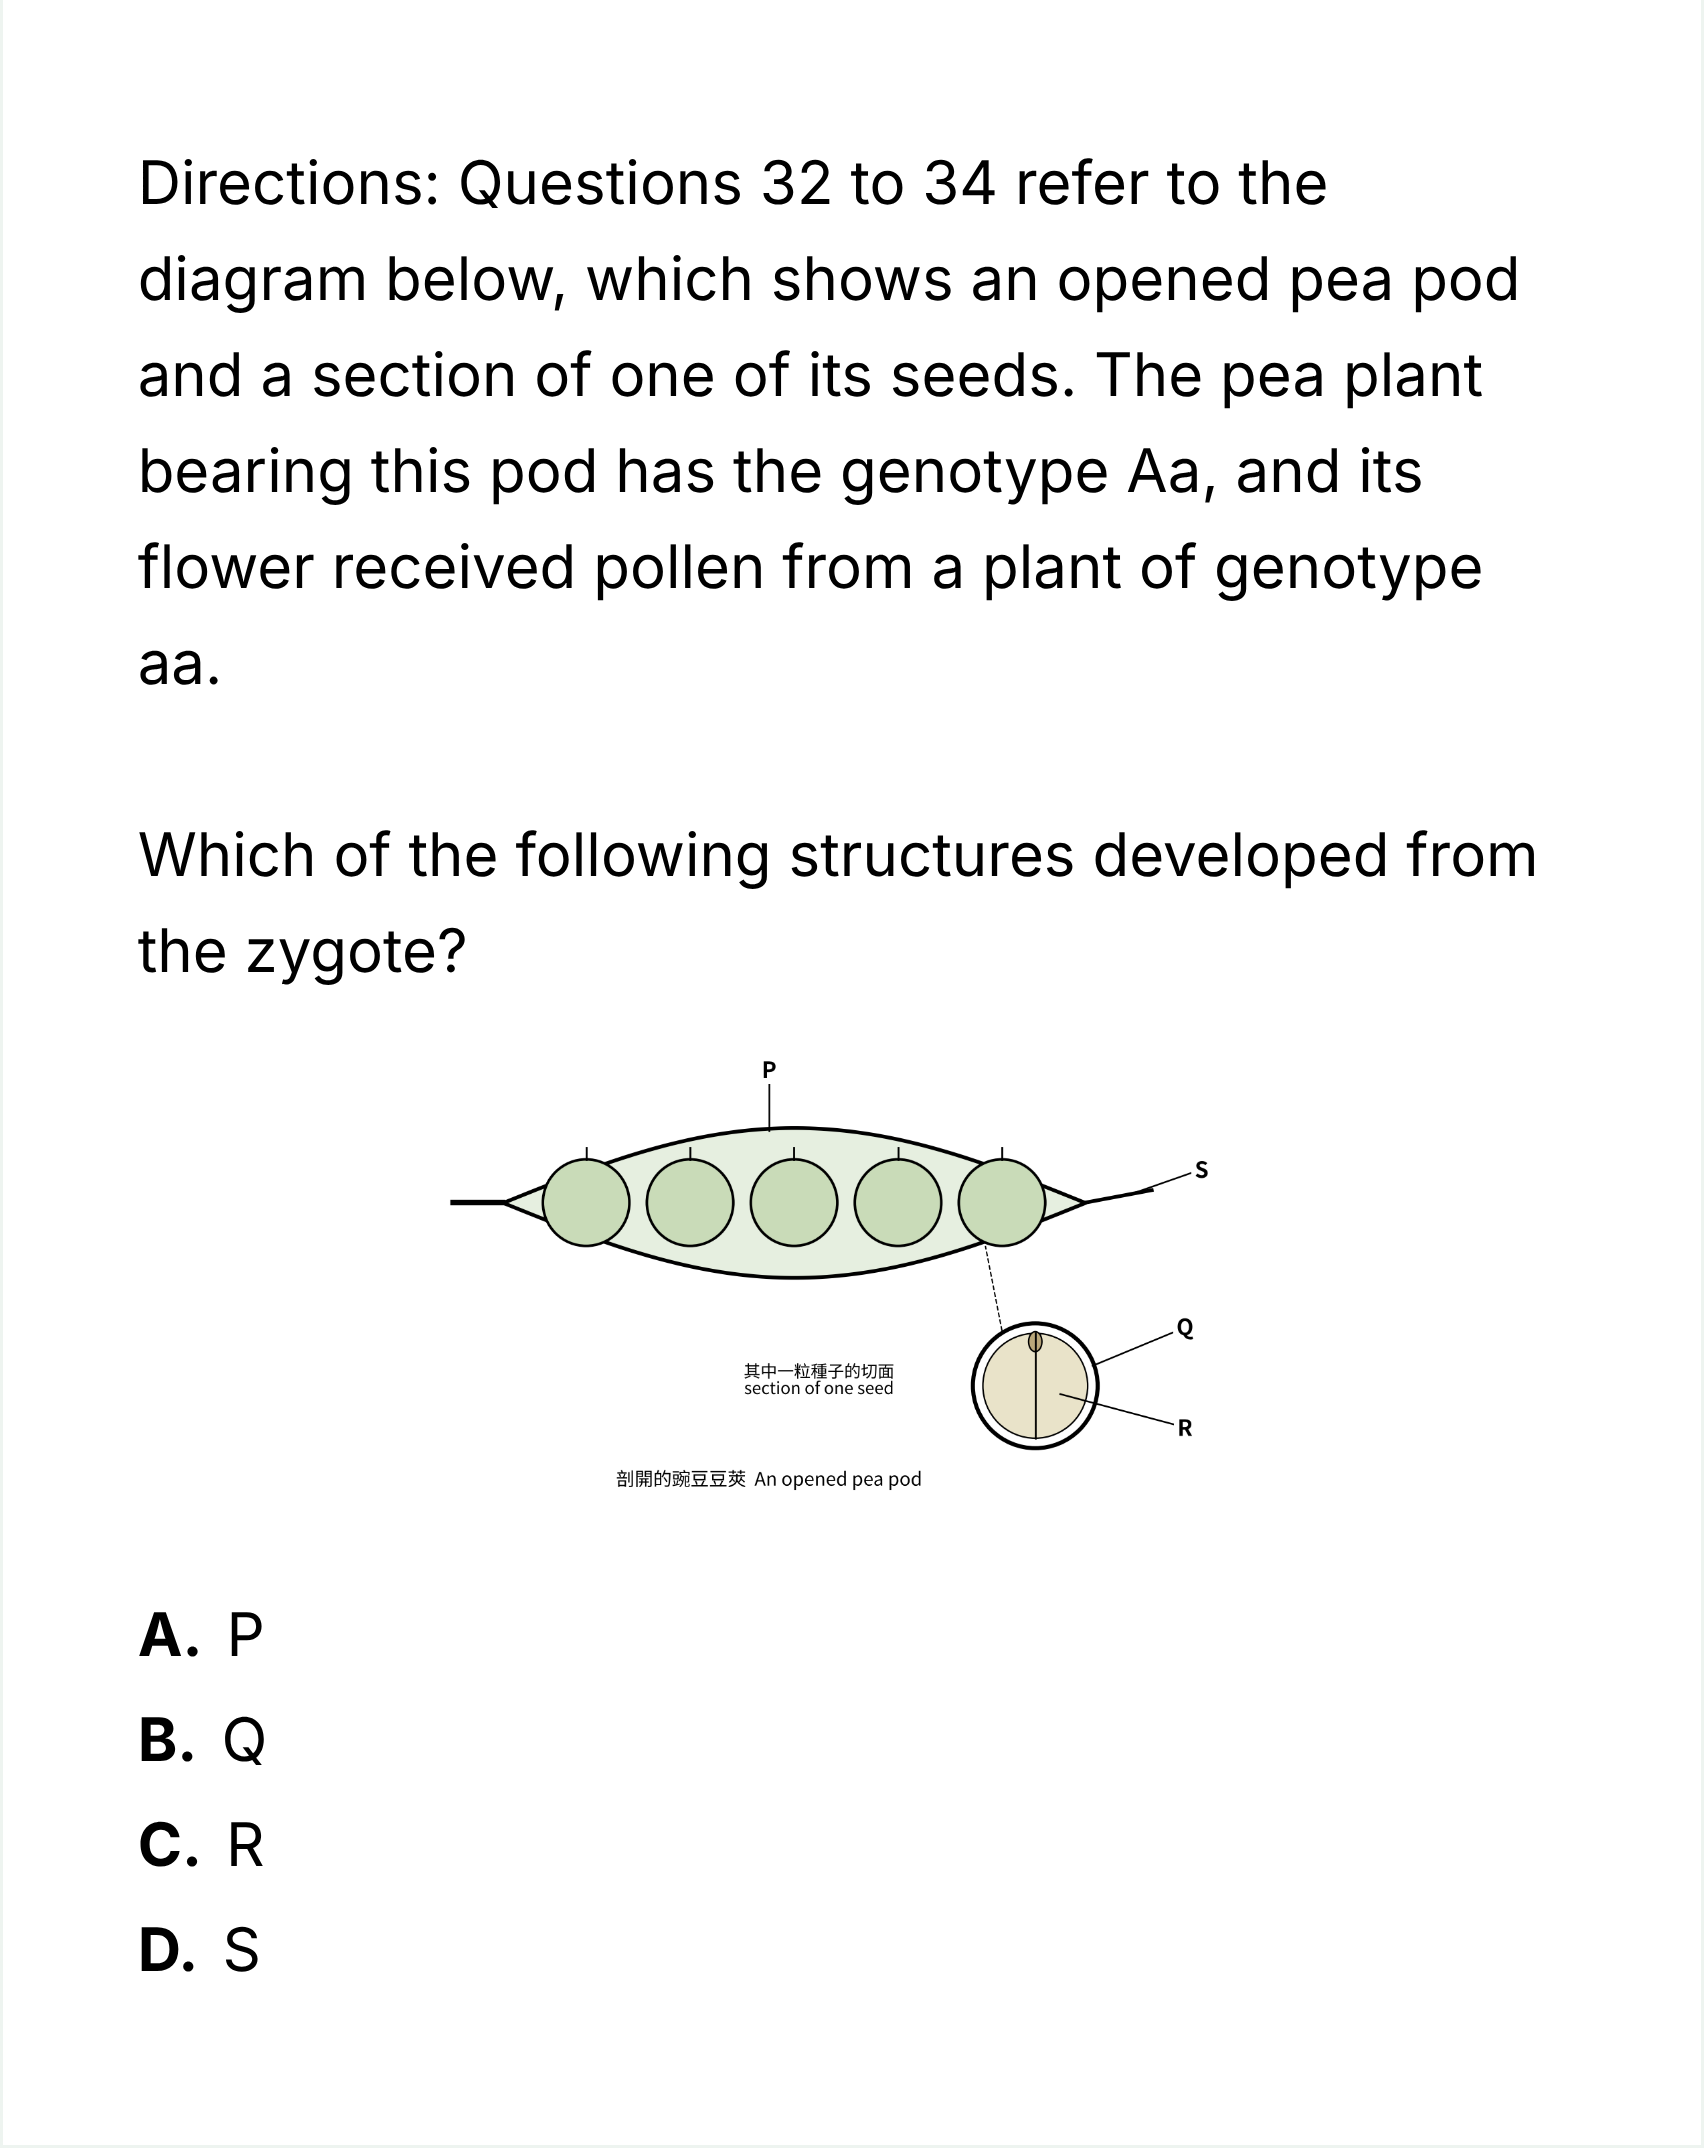 Directions: Questions 32 to 34 refer to the
diagram below, which shows an opened pea pod
and a section of one of its seeds. The pea plant
bearing this pod has the genotype Aa, and its
flower received pollen from a plant of genotype
aa.
Which of the following structures developed from
the zygote?
P
S
Q
其中一粒種子的切面
section of one seed
R
剖開的豌豆豆莢 An opened pea pod
A. P
B. Q
C. R
D. S